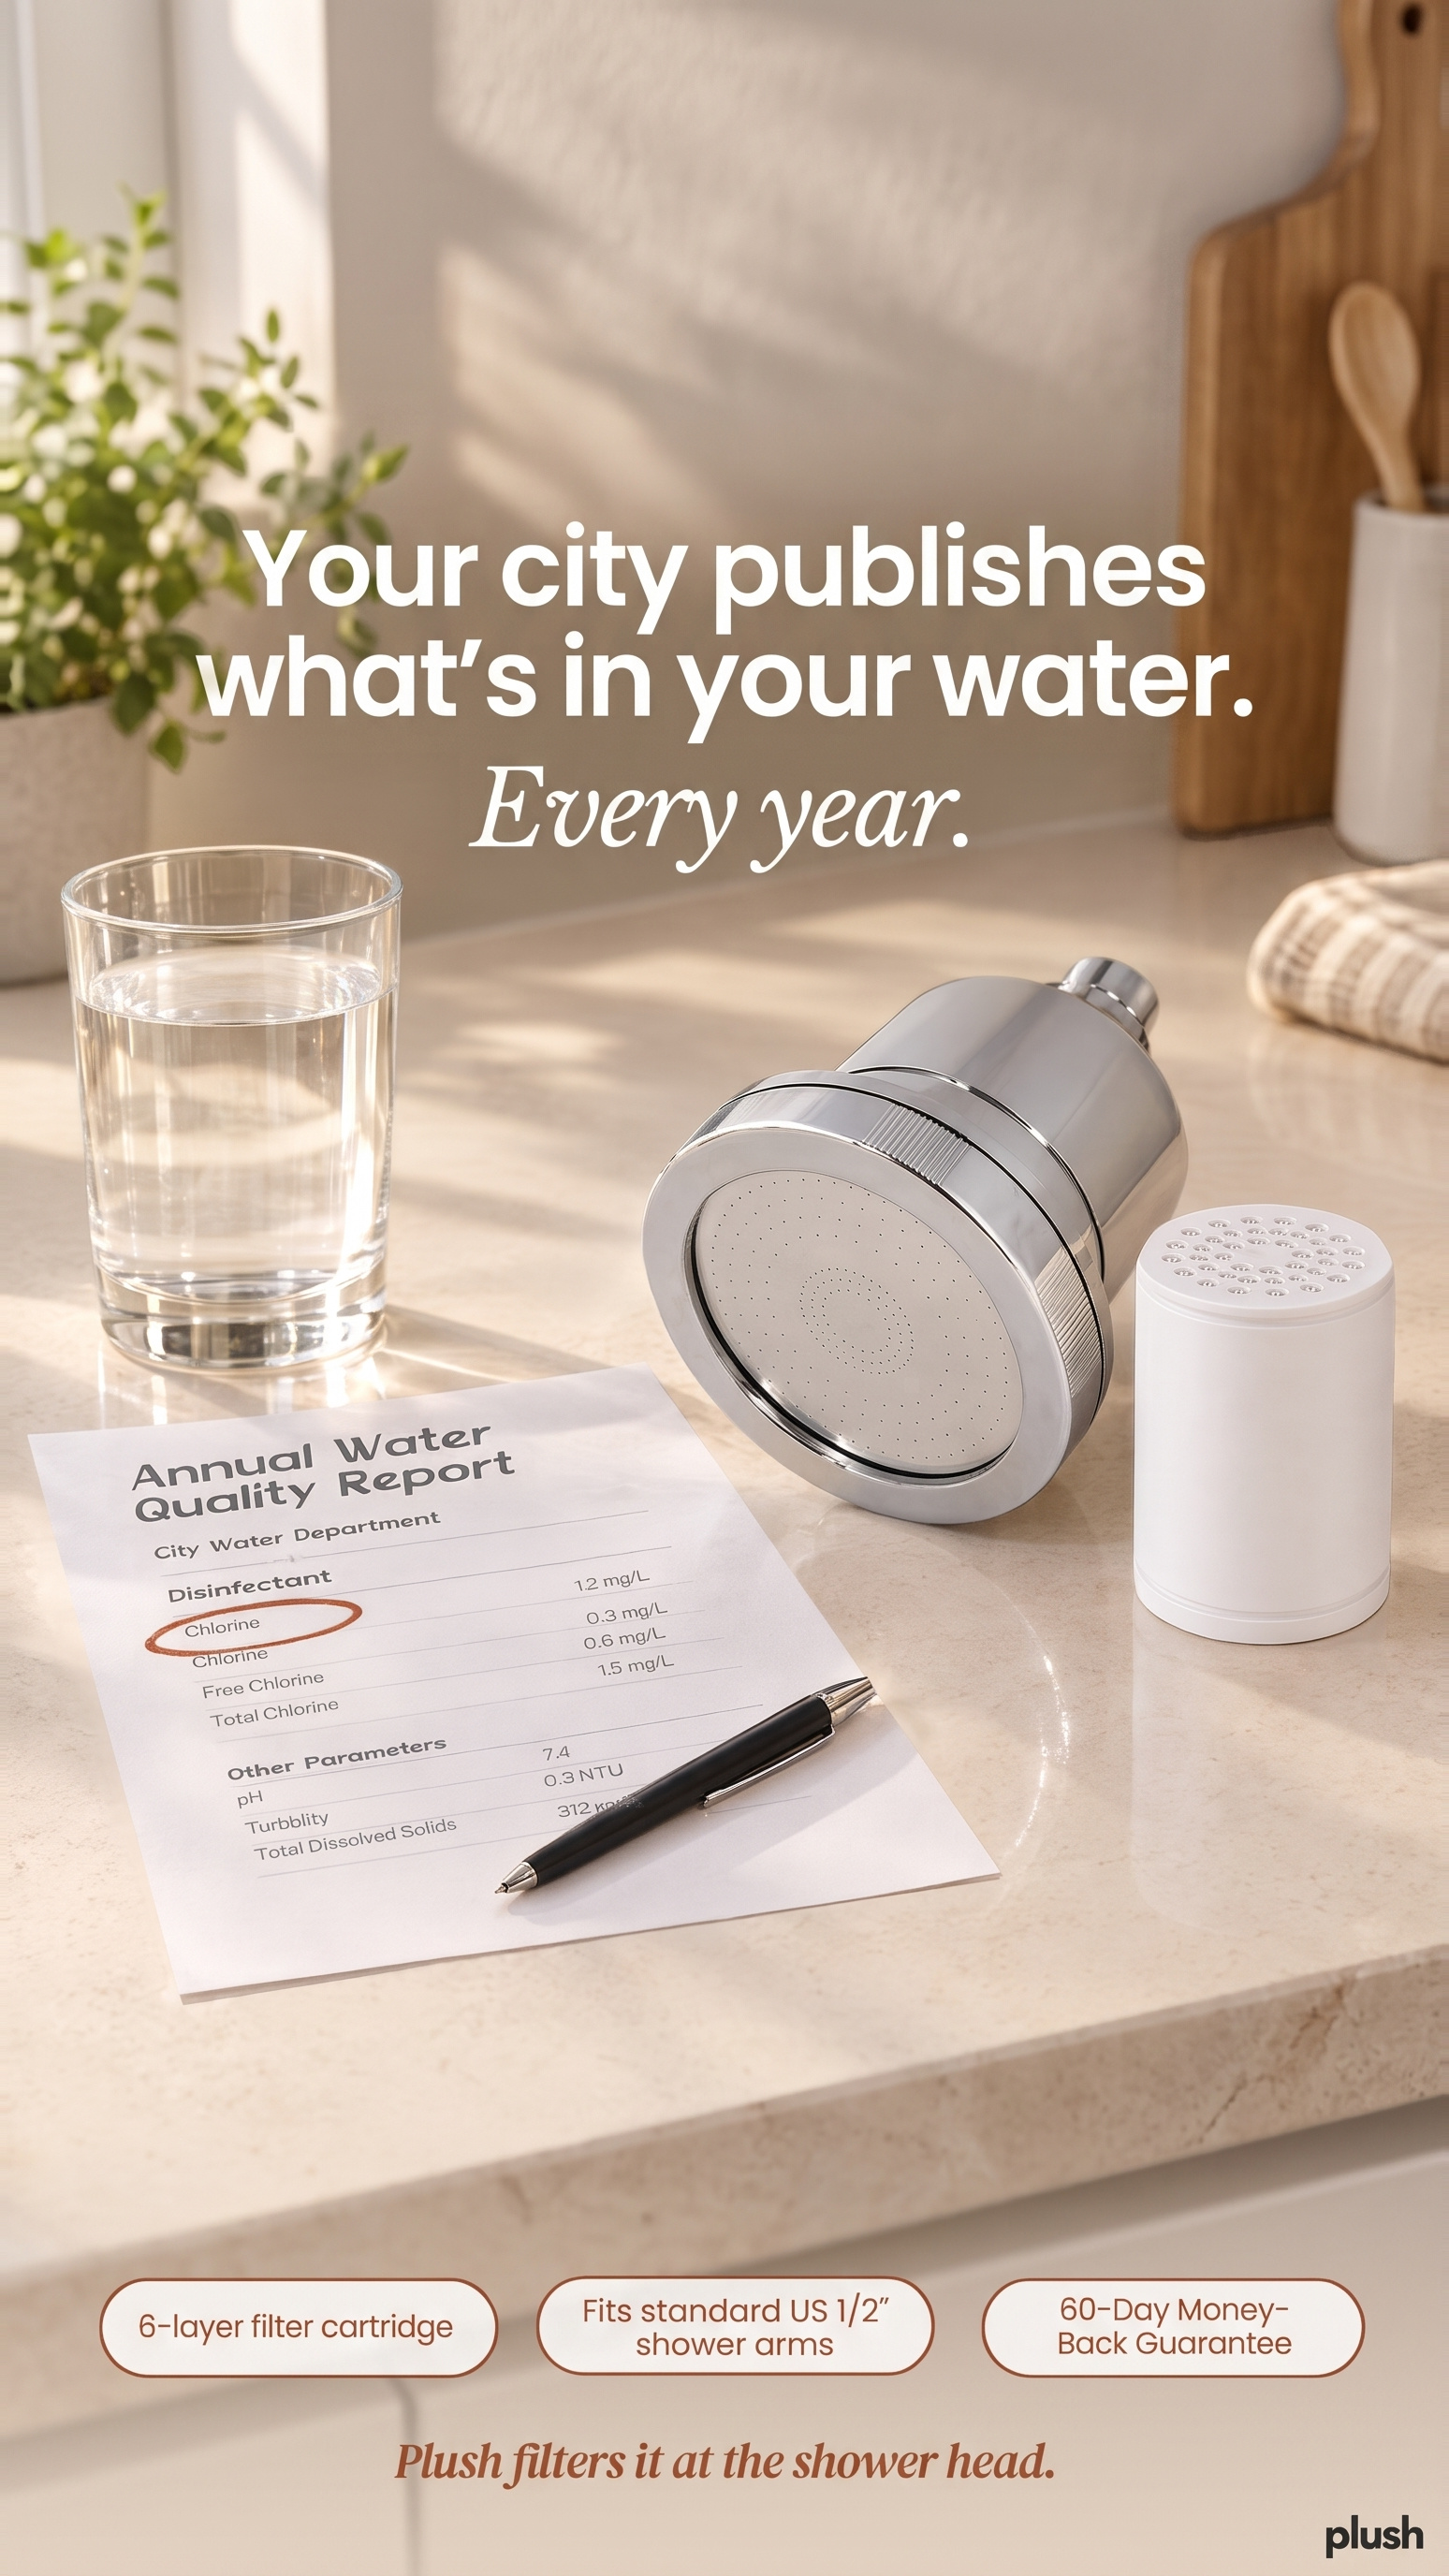 Your city publishes
what's in your water.
Every year.
Annual Water
Quality Report
City Water Department
Disinfectant
Chlorine 1.2 mg/L
Chlorine 0.3 mg/L
Free Chlorine 0.6 mg/L
Total Chlorine 1.5 mg/L
Other Parameters
pH 7.4
Turbblity 0.3 NTU
Total Dissolved Solids 312
6-layer filter cartridge
Fits standard US 1/2"
shower arms
60-Day Money-
Back Guarantee
Plush filters it at the shower head.
plush